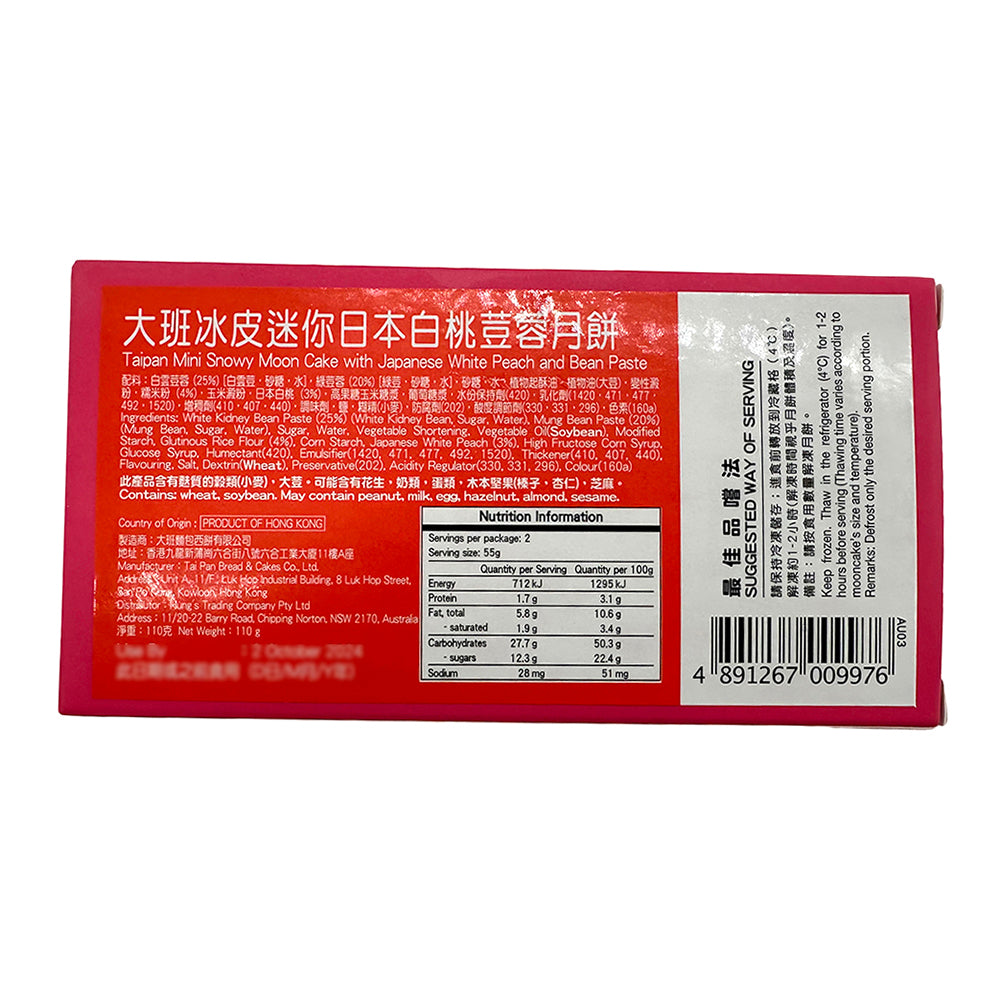 大班冰皮迷你日本白桃荳蓉月餅
Taipan Mini Snowy Moon Cake with Japanese White Peach and Bean Paste
配料：白雲荳蓉 (25%) [白雲荳，砂糖，水]，綠荳蓉 (20%) [綠荳，砂糖，水]，砂糖，水，植物起酥油，植物油(大荳)，變性澱
粉，糯米粉 (4%)，玉米澱粉，日本白桃 (3%)，高果糖玉米糖漿，葡萄糖漿，水份保持劑(420)，乳化劑(1420，471，477，
492，1520)，增稠劑(410，407，440)，調味劑，鹽，糊精(小麥)，防腐劑(202)，酸度調節劑(330，331，296)，色素(160a)
Ingredients: White Kidney Bean Paste (25%) (White Kidney Bean, Sugar, Water), Mung Bean Paste (20%)
(Mung Bean, Sugar, Water), Sugar, Water, Vegetable Shortening, Vegetable Oil(Soybean), Modified
Starch, Glutinous Rice Flour (4%), Corn Starch, Japanese White Peach (3%), High Fructose Corn Syrup,
Glucose Syrup, Humectant(420), Emulsifier(1420, 471, 477, 492, 1520), Thickener(410, 407, 440),
Flavouring, Salt, Dextrin(Wheat), Preservative(202), Acidity Regulator(330, 331, 296), Colour(160a)
此產品含有麩質的穀類(小麥)，大荳。可能含有花生，奶類，蛋類，木本堅果(榛子，杏仁)，芝麻。
Contains: wheat, soybean. May contain peanut, milk, egg, hazelnut, almond, sesame.
Country of Origin : PRODUCT OF HONG KONG
製造商：大班麵包西餅有限公司
地址：香港九龍新蒲崗六合街八號六合工業大廈11樓A座
Manufacturer : Tai Pan Bread & Cakes Co., Ltd.
Address : Unit A, 11/F, Luk Hop Industrial Building, 8 Luk Hop Street,
San Po Kong, Kowloon, Hong Kong
Distributor : Kung's Trading Company Pty Ltd
Address : 11/20-22 Barry Road, Chipping Norton, NSW 2170, Australia
淨重：110克 Net Weight : 110 g
Use By : 2 October 2024
此日期或之前食用 (D日/M月/Y年)
Nutrition Information
Servings per package: 2
Serving size: 55g
Quantity per Serving Quantity per 100g
Energy 712 kJ 1295 kJ
Protein 1.7 g 3.1 g
Fat, total 5.8 g 10.6 g
- saturated 1.9 g 3.4 g
Carbohydrates 27.7 g 50.3 g
- sugars 12.3 g 22.4 g
Sodium 28 mg 51 mg
最佳品嚐法
SUGGESTED WAY OF SERVING
請保持冷凍儲存；進食前轉放到冷藏格 (4℃)
解凍約1-2小時(解凍時間視乎月餅體積及溫度)。
備註：請按食用數量解凍月餅。
Keep frozen. Thaw in the refrigerator (4°C) for 1-2
hours before serving (Thawing time varies according to
mooncake's size and temperature).
Remarks: Defrost only the desired serving portion.
AU03
4 891267 009976